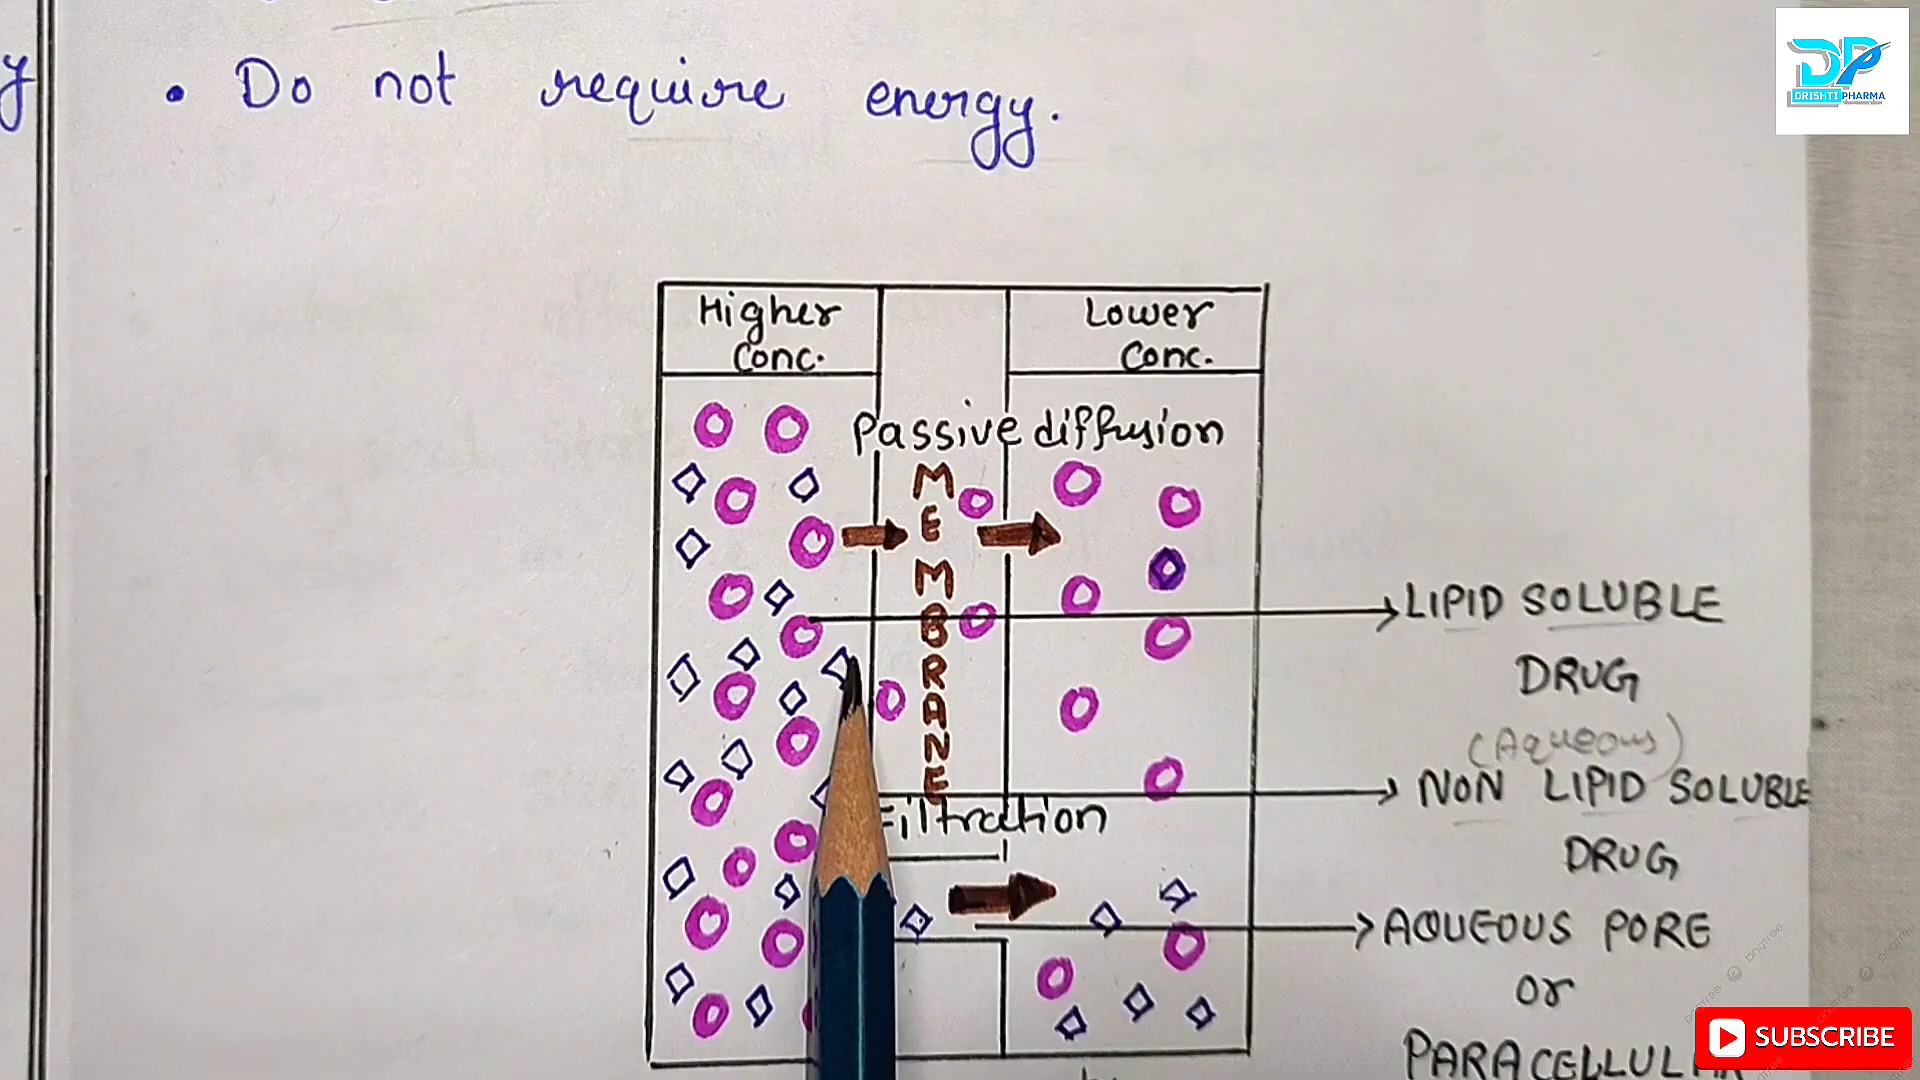 y
• Do not require energy.
DP
DRISHTI PHARMA
Higher
Conc.
Lower
Conc.
Passive diffusion
MEMBRANE
LIPID SOLUBLE
DRUG
(Aqueous)
NON LIPID SOLUBLE
DRUG
Filtration
AQUEOUS PORE
or
PARACELLULAR
SUBSCRIBE